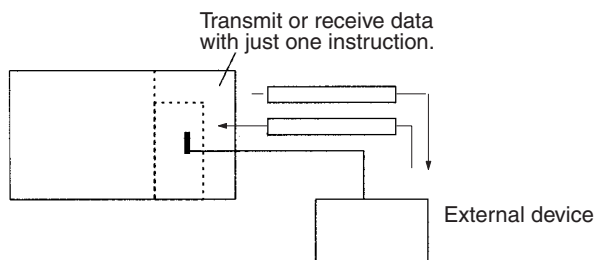 Transmit or receive data
with just one instruction.
External device